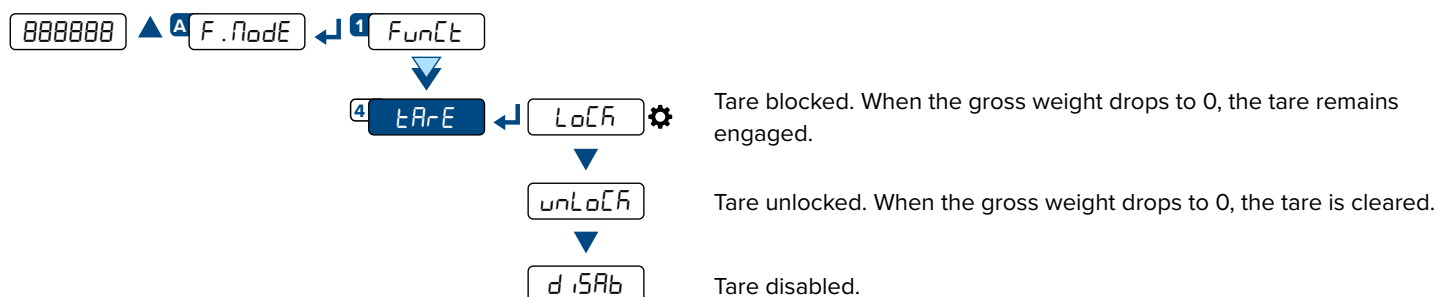 888888 A F.ModE 1 FunCt
4 tArE LoCK Tare blocked. When the gross weight drops to 0, the tare remains
engaged.
unLoCK Tare unlocked. When the gross weight drops to 0, the tare is cleared.
diSAb Tare disabled.